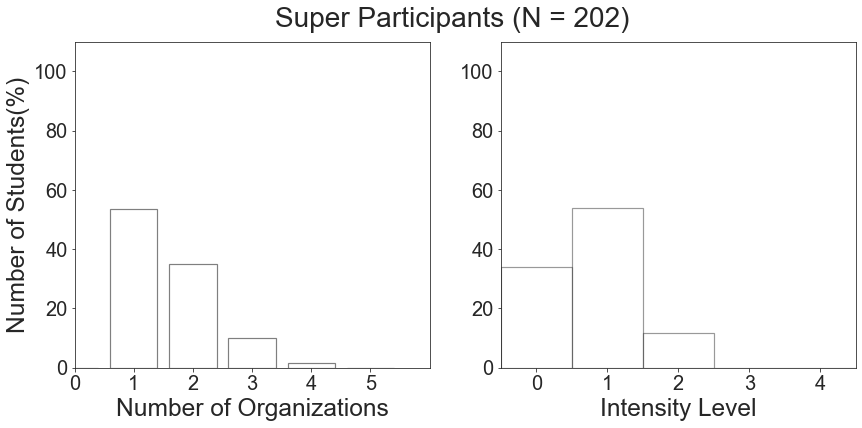 Super Participants (N = 202)
Number of Students(%)
100
80
60
40
20
0
0 1 2 3 4 5
Number of Organizations
100
80
60
40
20
0
0 1 2 3 4
Intensity Level